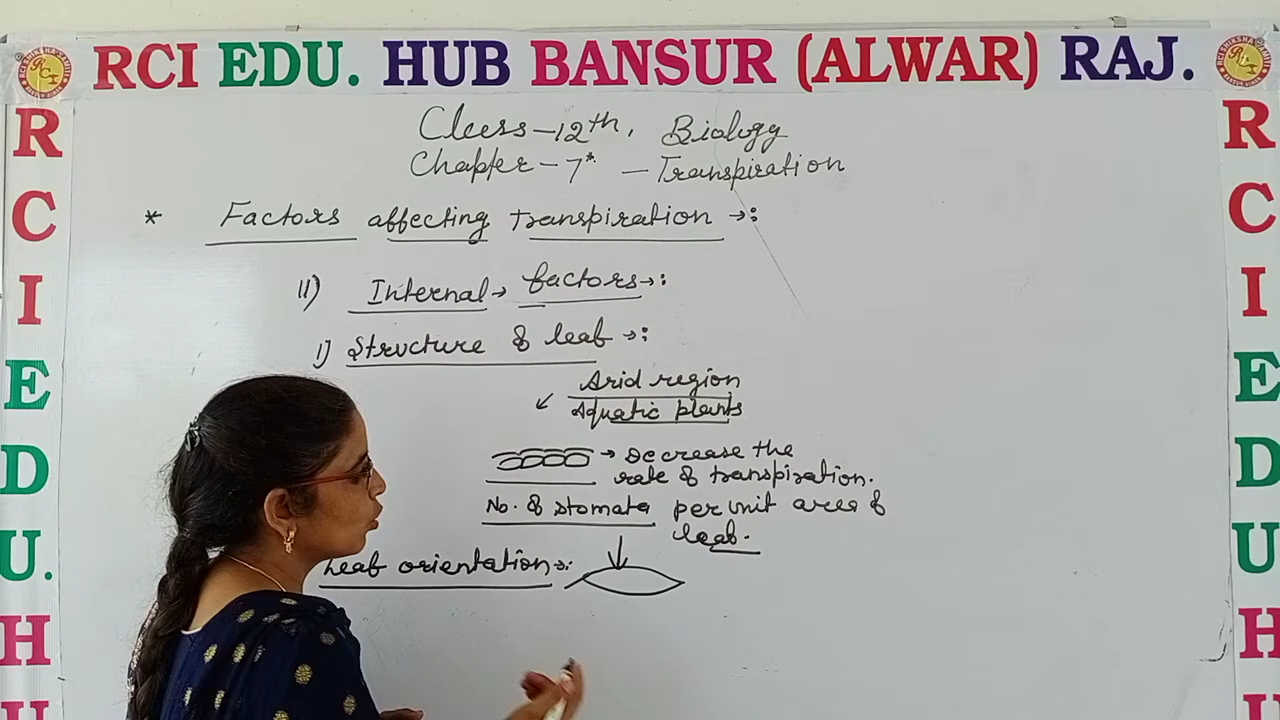 RCI EDU. HUB BANSUR (ALWAR) RAJ.
Class-12th, Biology
Chapter-7* - Transpiration
* Factors affecting transpiration →:
II) Internal → factors →:
I) Structure of leaf →:
Arid region
↙ Aquatic plants
→ Decrease the
rate of transpiration.
No. of stomata per unit area of
leaf.
Leaf orientation →:
R
C
I
E
D
U.
H
U
R
C
I
E
D
U
H
U